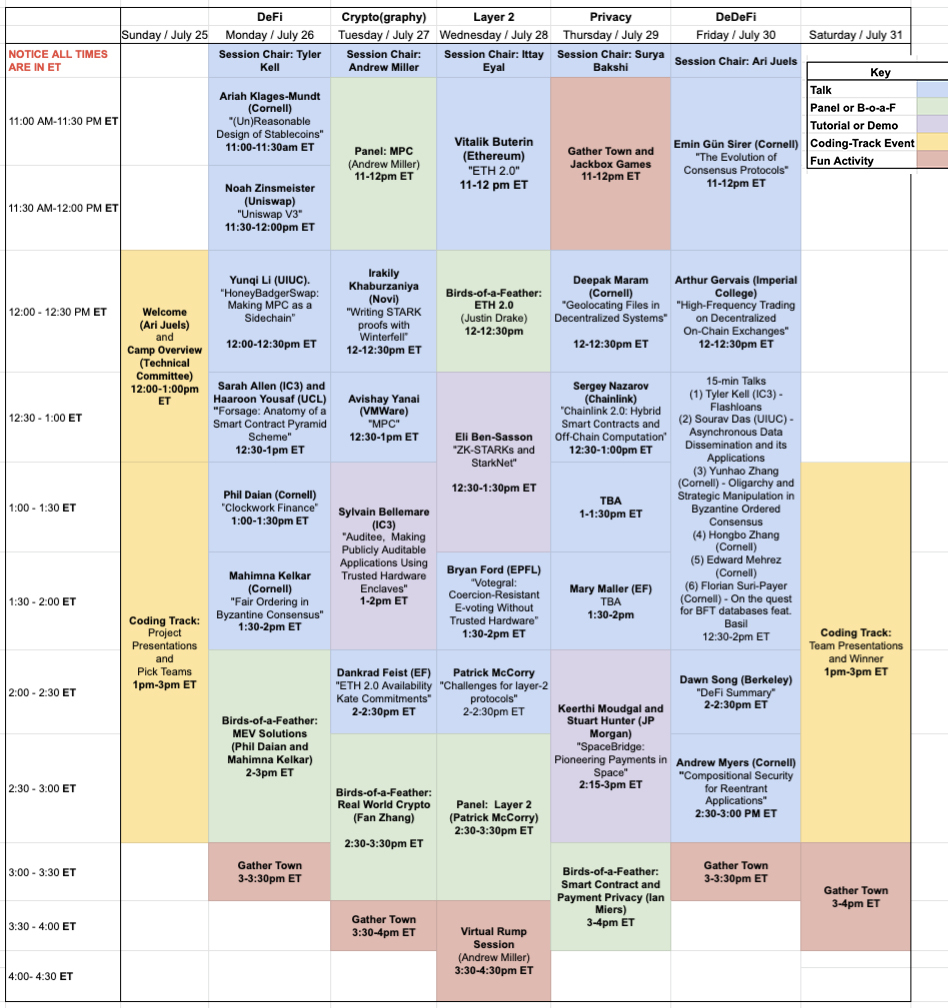 DeFi
Crypto(graphy)
Layer 2
Privacy
DeDeFi
Sunday / July 25
Monday / July 26
Tuesday / July 27
Wednesday / July 28
Thursday / July 29
Friday / July 30
Saturday / July 31
NOTICE ALL TIMES
ARE IN ET
Session Chair: Tyler
Kell
Session Chair:
Andrew Miller
Session Chair: Ittay
Eyal
Session Chair: Surya
Bakshi
Session Chair: Ari Juels
Key
Talk
Panel or B-o-a-F
Tutorial or Demo
Coding-Track Event
Fun Activity
11:00 AM-11:30 PM ET
Ariah Klages-Mundt
(Cornell)
"(Un)Reasonable
Design of Stablecoins"
11:00-11:30am ET
Panel: MPC
(Andrew Miller)
11-12pm ET
Vitalik Buterin
(Ethereum)
"ETH 2.0"
11-12 pm ET
Gather Town and
Jackbox Games
11-12pm ET
Emin Gün Sirer (Cornell)
"The Evolution of
Consensus Protocols"
11-12pm ET
11:30 AM-12:00 PM ET
Noah Zinsmeister
(Uniswap)
"Uniswap V3"
11:30-12:00pm ET
12:00 - 12:30 PM ET
Welcome
(Ari Juels)
and
Camp Overview
(Technical
Committee)
12:00-1:00pm
ET
Yunqi Li (UIUC).
"HoneyBadgerSwap:
Making MPC as a
Sidechain"
12:00-12:30pm ET
Irakily
Khaburzaniya
(Novi)
"Writing STARK
proofs with
Winterfell"
12-12:30pm ET
Birds-of-a-Feather:
ETH 2.0
(Justin Drake)
12-12:30pm
Deepak Maram
(Cornell)
"Geolocating Files in
Decentralized Systems"
12-12:30pm ET
Arthur Gervais (Imperial
College)
"High-Frequency Trading
on Decentralized
On-Chain Exchanges"
12-12:30pm ET
12:30 - 1:00 ET
Sarah Allen (IC3) and
Haaroon Yousaf (UCL)
"Forsage: Anatomy of a
Smart Contract Pyramid
Scheme"
12:30-1pm ET
Avishay Yanai
(VMWare)
"MPC"
12:30-1pm ET
Eli Ben-Sasson
"ZK-STARKs and
StarkNet"
12:30-1:30pm ET
Sergey Nazarov
(Chainlink)
"Chainlink 2.0: Hybrid
Smart Contracts and
Off-Chain Computation"
12:30-1:00pm ET
15-min Talks
(1) Tyler Kell (IC3) -
Flashloans
(2) Sourav Das (UIUC) -
Asynchronous Data
Dissemination and its
Applications
(3) Yunhao Zhang
(Cornell) - Oligarchy and
Strategic Manipulation in
Byzantine Ordered
Consensus
(4) Hongbo Zhang
(Cornell)
(5) Edward Mehrez
(Cornell)
(6) Florian Suri-Payer
(Cornell) - On the quest
for BFT databases feat.
Basil
12:30-2pm ET
1:00 - 1:30 ET
Coding Track:
Project
Presentations
and
Pick Teams
1pm-3pm ET
Phil Daian (Cornell)
"Clockwork Finance"
1:00-1:30pm ET
Sylvain Bellemare
(IC3)
"Auditee, Making
Publicly Auditable
Applications Using
Trusted Hardware
Enclaves"
1-2pm ET
TBA
1-1:30pm ET
Coding Track:
Team Presentations
and Winner
1pm-3pm ET
1:30 - 2:00 ET
Mahimna Kelkar
(Cornell)
"Fair Ordering in
Byzantine Consensus"
1:30-2pm ET
Bryan Ford (EPFL)
"Votegral:
Coercion-Resistant
E-voting Without
Trusted Hardware"
1:30-2pm ET
Mary Maller (EF)
TBA
1:30-2pm
2:00 - 2:30 ET
Birds-of-a-Feather:
MEV Solutions
(Phil Daian and
Mahimna Kelkar)
2-3pm ET
Dankrad Feist (EF)
"ETH 2.0 Availability
Kate Commitments"
2-2:30pm ET
Patrick McCorry
"Challenges for layer-2
protocols"
2-2:30pm ET
Keerthi Moudgal and
Stuart Hunter (JP
Morgan)
"SpaceBridge:
Pioneering Payments in
Space"
2:15-3pm ET
Dawn Song (Berkeley)
"DeFi Summary"
2-2:30pm ET
2:30 - 3:00 ET
Birds-of-a-Feather:
Real World Crypto
(Fan Zhang)
2:30-3:30pm ET
Panel: Layer 2
(Patrick McCorry)
2:30-3:30pm ET
Andrew Myers (Cornell)
"Compositional Security
for Reentrant
Applications"
2:30-3:00 PM ET
3:00 - 3:30 ET
Gather Town
3-3:30pm ET
Birds-of-a-Feather:
Smart Contract and
Payment Privacy (Ian
Miers)
3-4pm ET
Gather Town
3-3:30pm ET
Gather Town
3-4pm ET
3:30 - 4:00 ET
Gather Town
3:30-4pm ET
Virtual Rump
Session
(Andrew Miller)
3:30-4:30pm ET
4:00- 4:30 ET